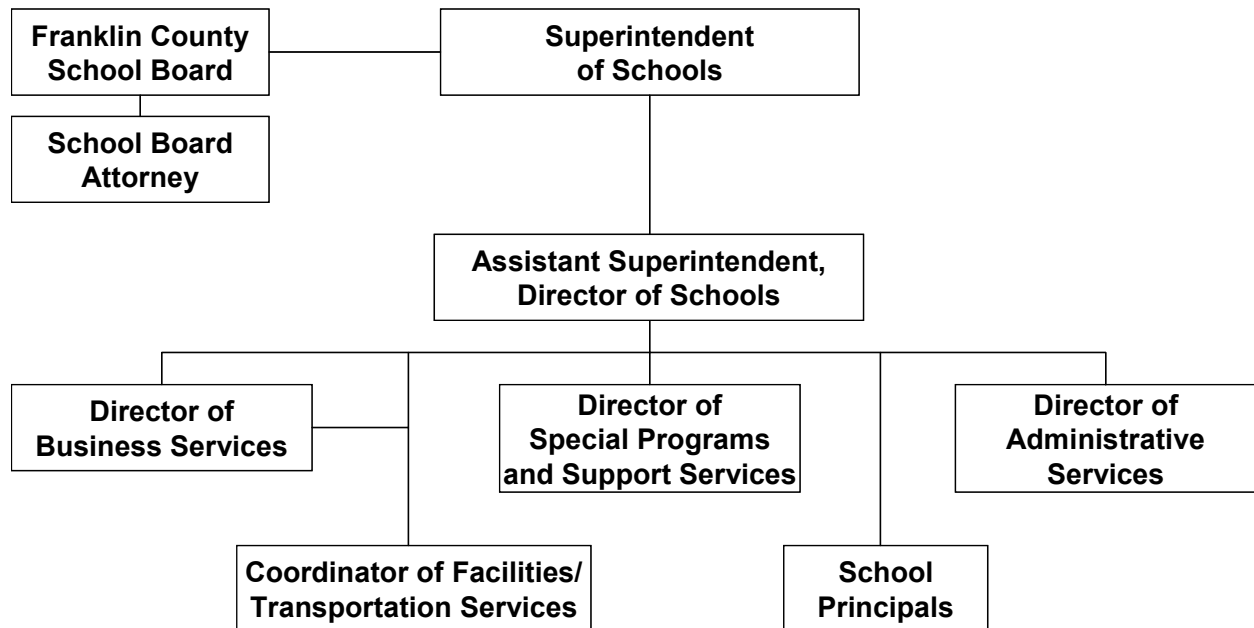 Franklin County
School Board
Superintendent
of Schools
School Board
Attorney
Assistant Superintendent,
Director of Schools
Director of
Business Services
Director of
Special Programs
and Support Services
Director of
Administrative
Services
Coordinator of Facilities/
Transportation Services
School
Principals